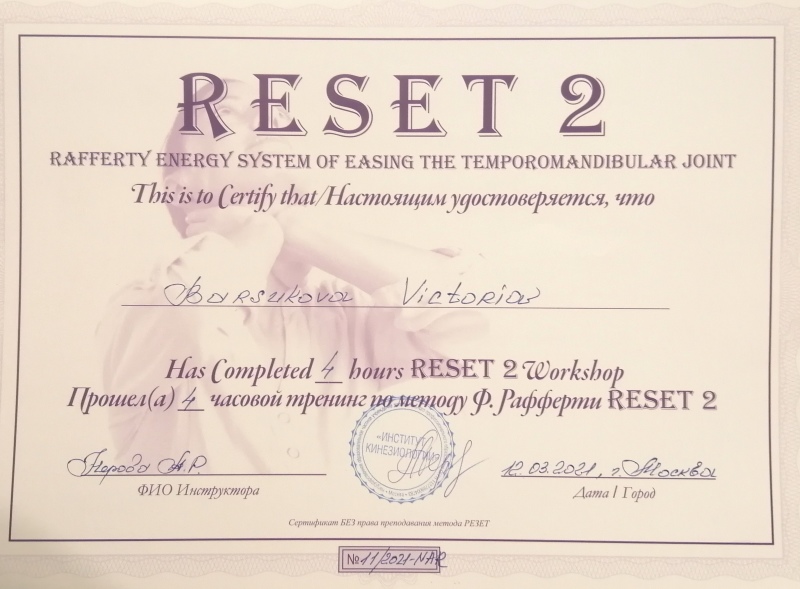 RESET 2
RAFFERTY ENERGY SYSTEM OF EASING THE TEMPOROMANDIBULAR JOINT
This is to Certify that/Настоящим удостоверяется, что
Barsukova Victoria
Has Completed 4 hours RESET 2 Workshop
Прошел(а) 4 часовой тренинг по методу Ф. Рафферти RESET 2
«ИНСТИТУТ
КИНЕЗИОЛОГИИ»
А.Р.
12.03.2021, г. Москва
ФИО Инструктора
Дата | Город
Сертификат БЕЗ права преподавания метода РЕЗЕТ
№11/2021-NAR